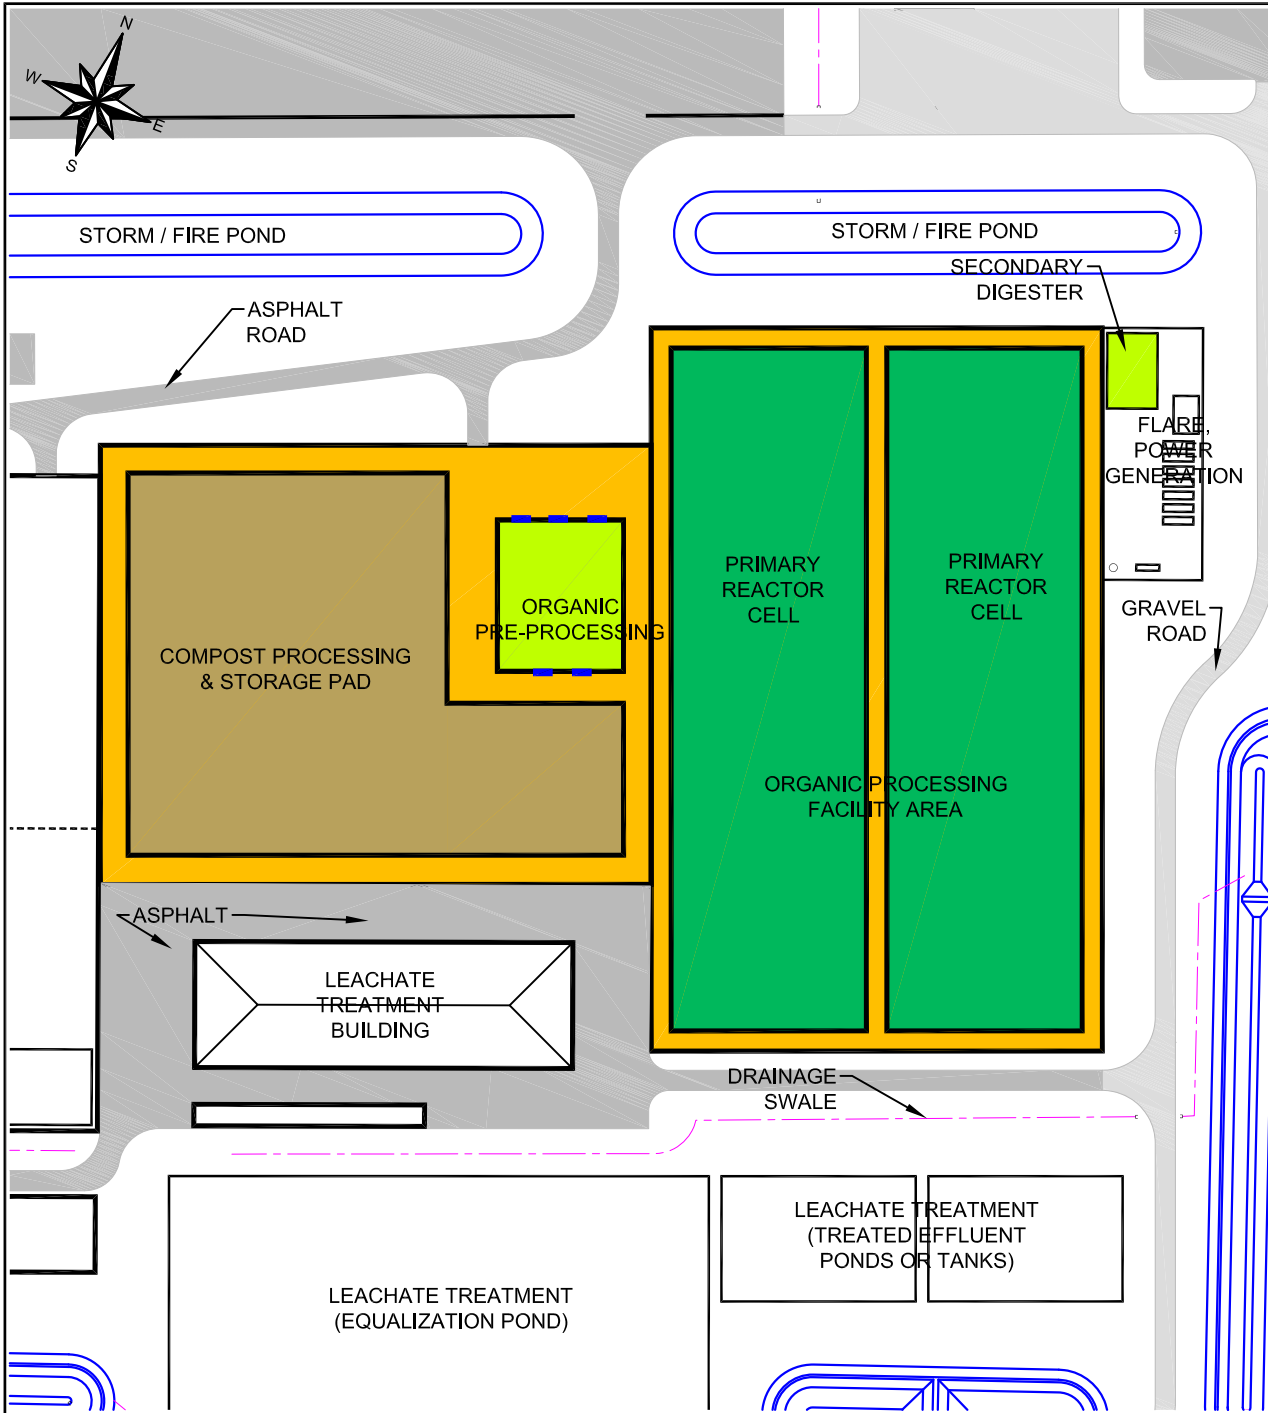 N
W
E
S
STORM / FIRE POND
STORM / FIRE POND
SECONDARY
DIGESTER
ASPHALT
ROAD
FLARE,
POWER
GENERATION
PRIMARY
REACTOR
CELL
PRIMARY
REACTOR
CELL
ORGANIC
PRE-PROCESSING
GRAVEL
ROAD
COMPOST PROCESSING
& STORAGE PAD
ORGANIC PROCESSING
FACILITY AREA
ASPHALT
LEACHATE
TREATMENT
BUILDING
DRAINAGE
SWALE
LEACHATE TREATMENT
(TREATED EFFLUENT
PONDS OR TANKS)
LEACHATE TREATMENT
(EQUALIZATION POND)